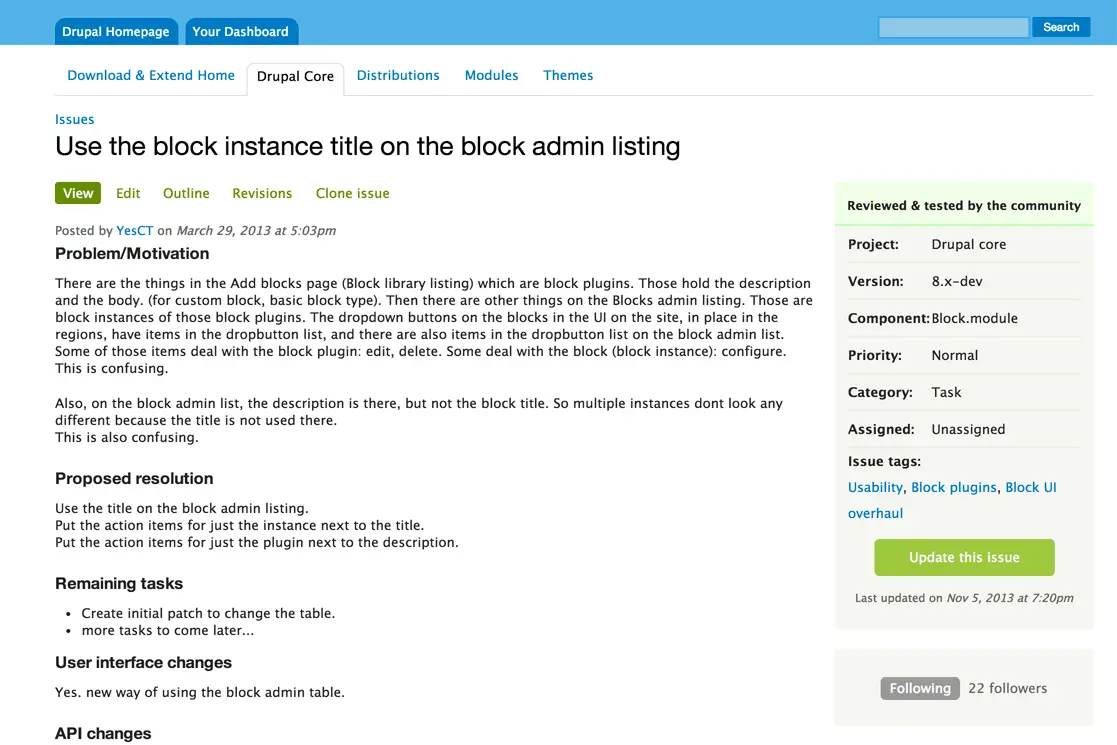 Drupal Homepage
Your Dashboard
Search
Download & Extend Home
Drupal Core
Distributions
Modules
Themes
Issues
Use the block instance title on the block admin listing
View
Edit
Outline
Revisions
Clone issue
Posted by YesCT on March 29, 2013 at 5:03pm
Problem/Motivation
There are the things in the Add blocks page (Block library listing) which are block plugins. Those hold the description
and the body. (for custom block, basic block type). Then there are other things on the Blocks admin listing. Those are
block instances of those block plugins. The dropdown buttons on the blocks in the UI on the site, in place in the
regions, have items in the dropbutton list, and there are also items in the dropbutton list on the block admin list.
Some of those items deal with the block plugin: edit, delete. Some deal with the block (block instance): configure.
This is confusing.
Also, on the block admin list, the description is there, but not the block title. So multiple instances dont look any
different because the title is not used there.
This is also confusing.
Proposed resolution
Use the title on the block admin listing.
Put the action items for just the instance next to the title.
Put the action items for just the plugin next to the description.
Remaining tasks
• Create initial patch to change the table.
• more tasks to come later...
User interface changes
Yes. new way of using the block admin table.
API changes
Reviewed & tested by the community
Project: Drupal core
Version: 8.x-dev
Component: Block.module
Priority: Normal
Category: Task
Assigned: Unassigned
Issue tags:
Usability, Block plugins, Block UI
overhaul
Update this issue
Last updated on Nov 5, 2013 at 7:20pm
Following 22 followers